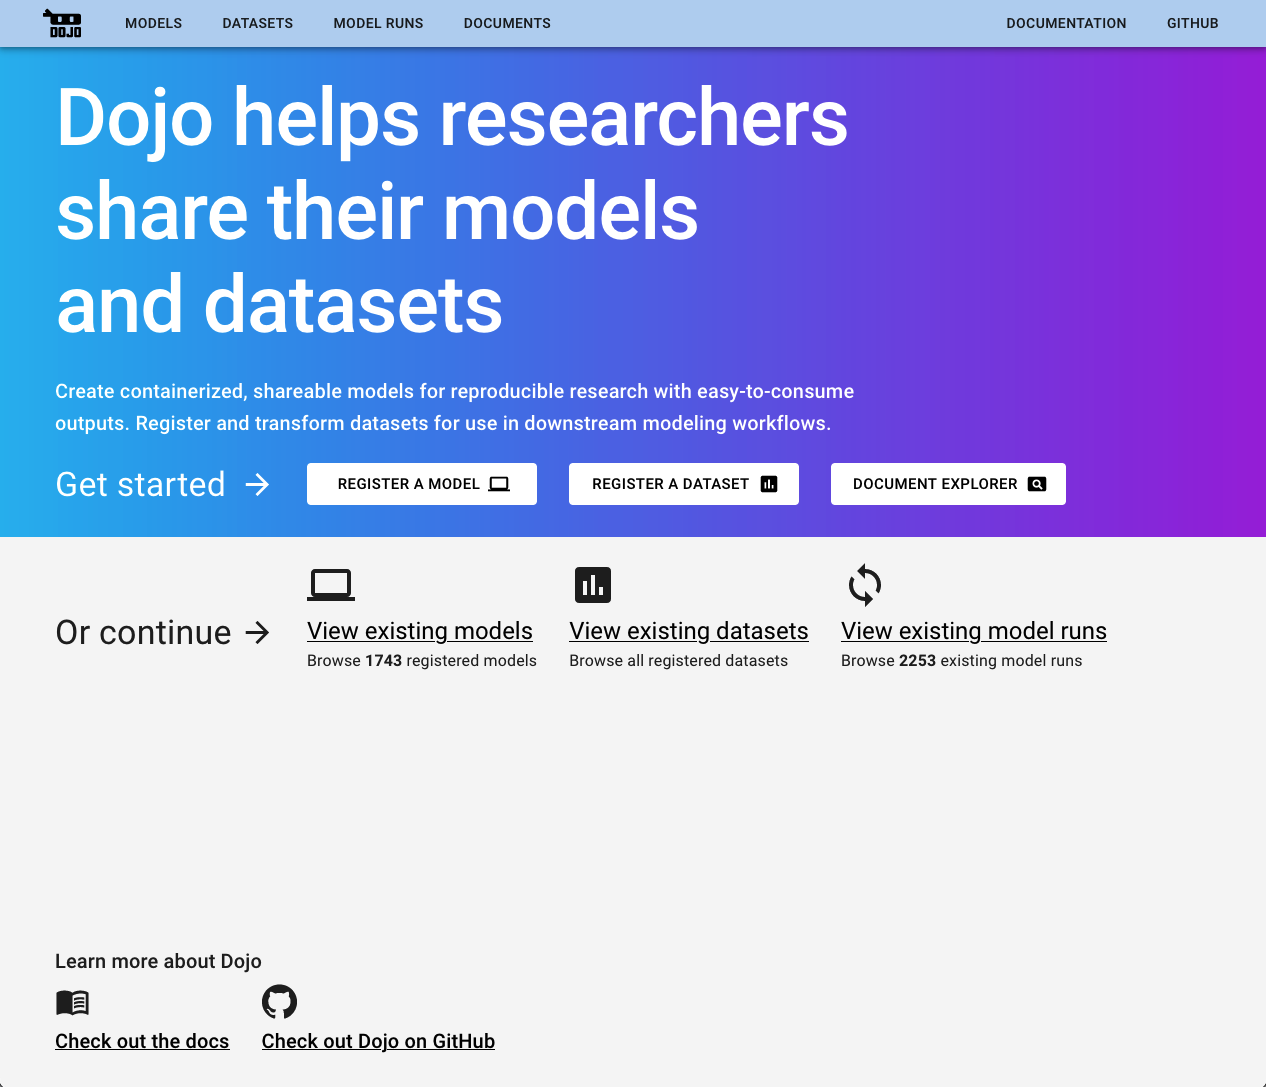 DOJO
MODELS
DATASETS
MODEL RUNS
DOCUMENTS
DOCUMENTATION
GITHUB
Dojo helps researchers
share their models
and datasets
Create containerized, shareable models for reproducible research with easy-to-consume
outputs. Register and transform datasets for use in downstream modeling workflows.
Get started
REGISTER A MODEL
REGISTER A DATASET
DOCUMENT EXPLORER
Or continue
View existing models
Browse 1743 registered models
View existing datasets
Browse all registered datasets
View existing model runs
Browse 2253 existing model runs
Learn more about Dojo
Check out the docs
Check out Dojo on GitHub